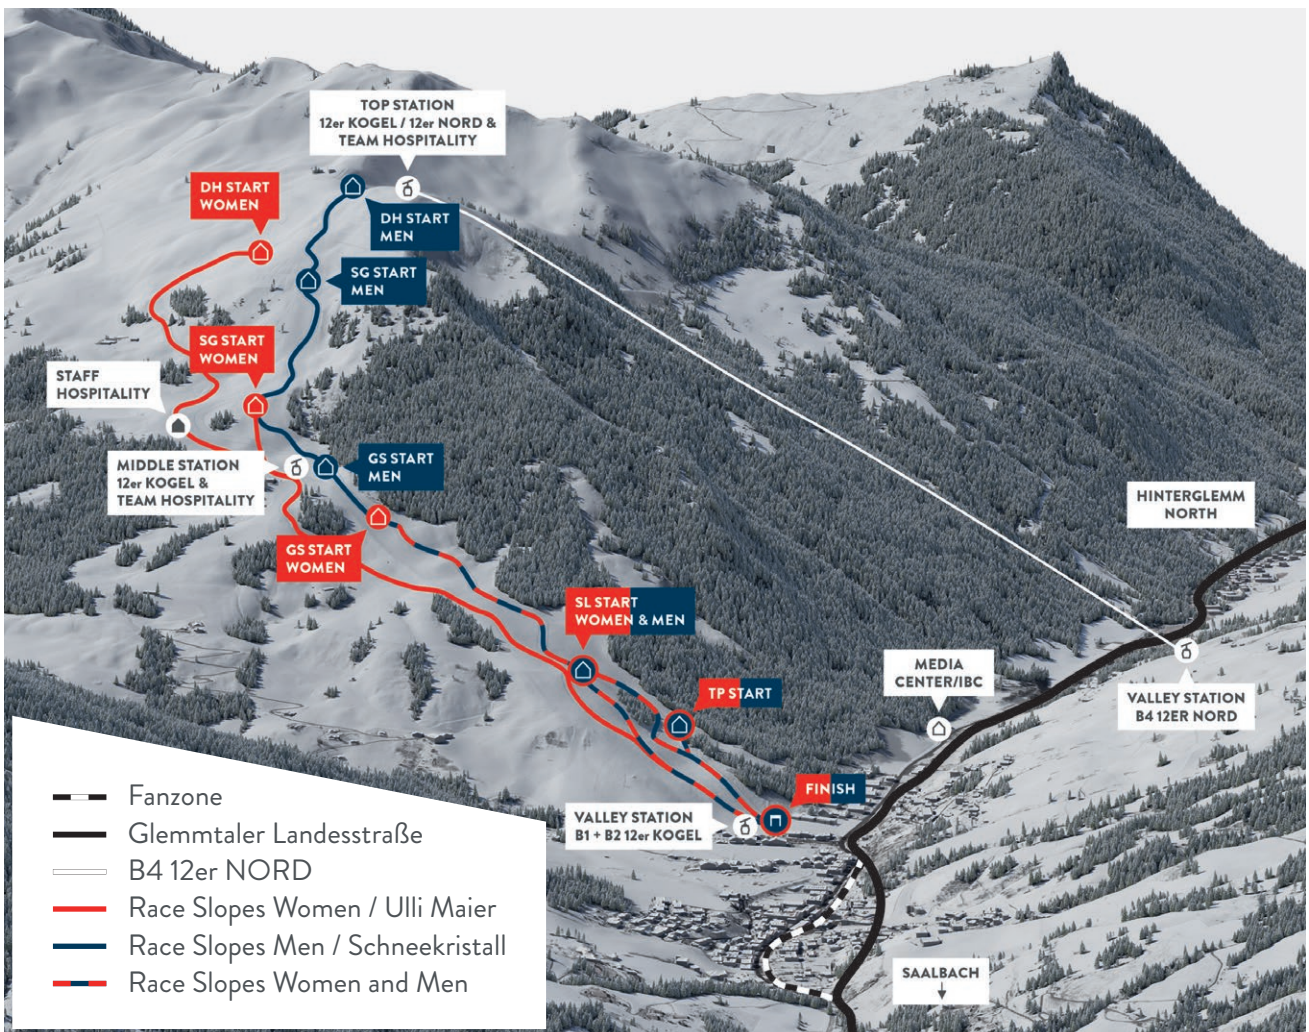 TOP STATION
12er KOGEL / 12er NORD &
TEAM HOSPITALITY
DH START
WOMEN
DH START
MEN
SG START
MEN
SG START
WOMEN
STAFF
HOSPITALITY
GS START
MEN
MIDDLE STATION
12er KOGEL &
TEAM HOSPITALITY
HINTERGLEMM
NORTH
GS START
WOMEN
SL START
WOMEN & MEN
MEDIA
CENTER/IBC
TP START
VALLEY STATION
B4 12ER NORD
FINISH
VALLEY STATION
B1 + B2 12er KOGEL
SAALBACH
Fanzone
Glemmtaler Landesstraße
B4 12er NORD
Race Slopes Women / Ulli Maier
Race Slopes Men / Schneekristall
Race Slopes Women and Men